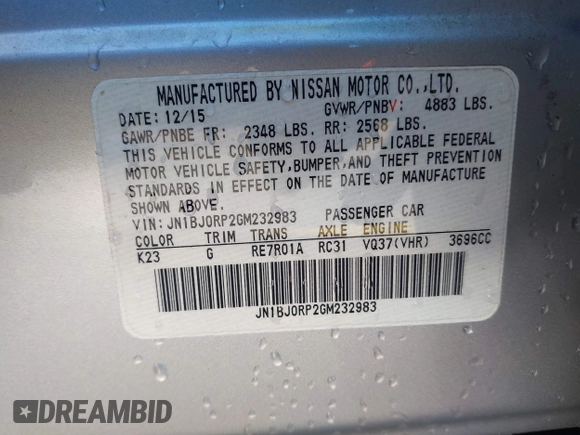 MANUFACTURED BY NISSAN MOTOR CO.,LTD.
DATE: 12/15 GVWR/PNBV: 4883 LBS.
GAWR/PNBE FR: 2348 LBS. RR: 2568 LBS.
THIS VEHICLE CONFORMS TO ALL APPLICABLE FEDERAL
MOTOR VEHICLE SAFETY,BUMPER,AND THEFT PREVENTION
STANDARDS IN EFFECT ON THE DATE OF MANUFACTURE
SHOWN ABOVE.
VIN: JN1BJ0RP2GM232983 PASSENGER CAR
COLOR TRIM TRANS AXLE ENGINE
K23 G RE7R01A RC31 VQ37(VHR) 3696CC
JN1BJ0RP2GM232983
DREAMBID